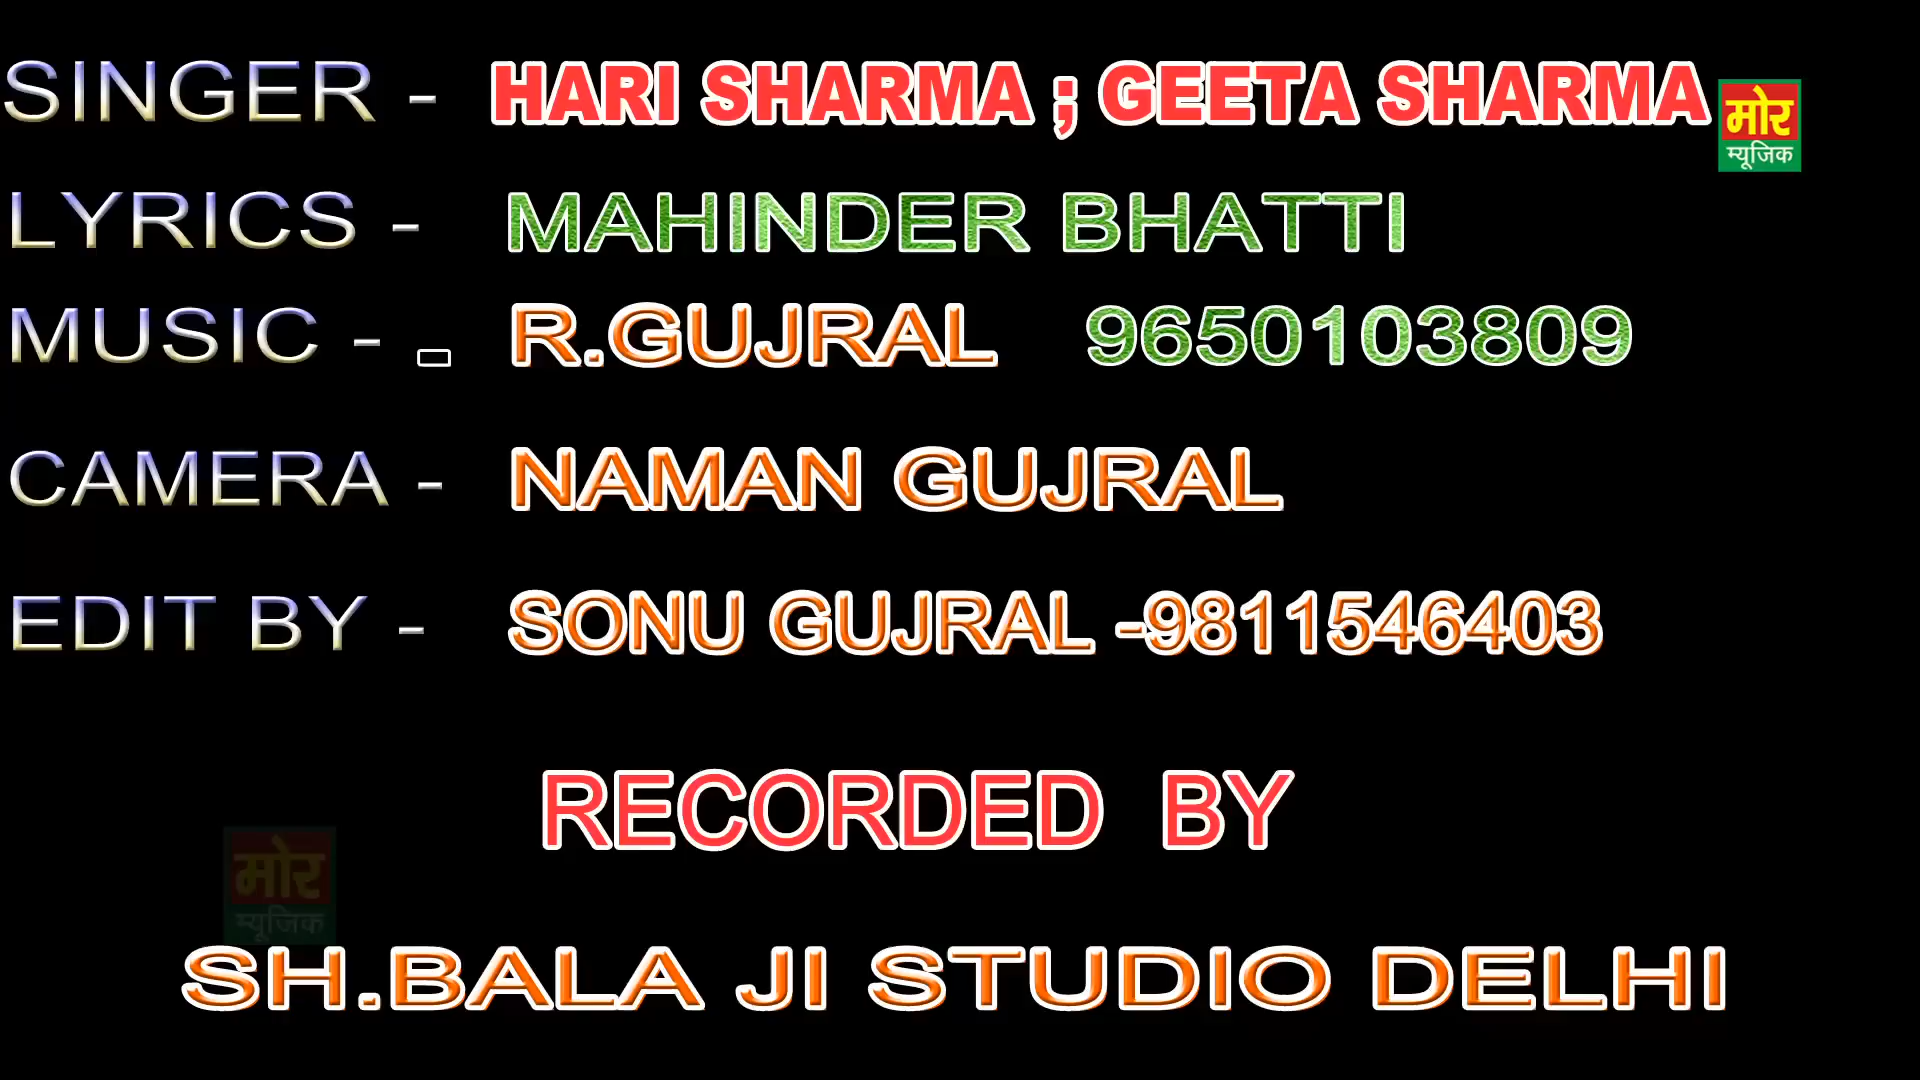 SINGER - HARI SHARMA ; GEETA SHARMA
मोर
म्यूजिक
LYRICS - MAHINDER BHATTI
MUSIC - R.GUJRAL 9650103809
CAMERA - NAMAN GUJRAL
EDIT BY - SONU GUJRAL -9811546403
RECORDED BY
मोर
म्यूजिक
SH.BALA JI STUDIO DELHI